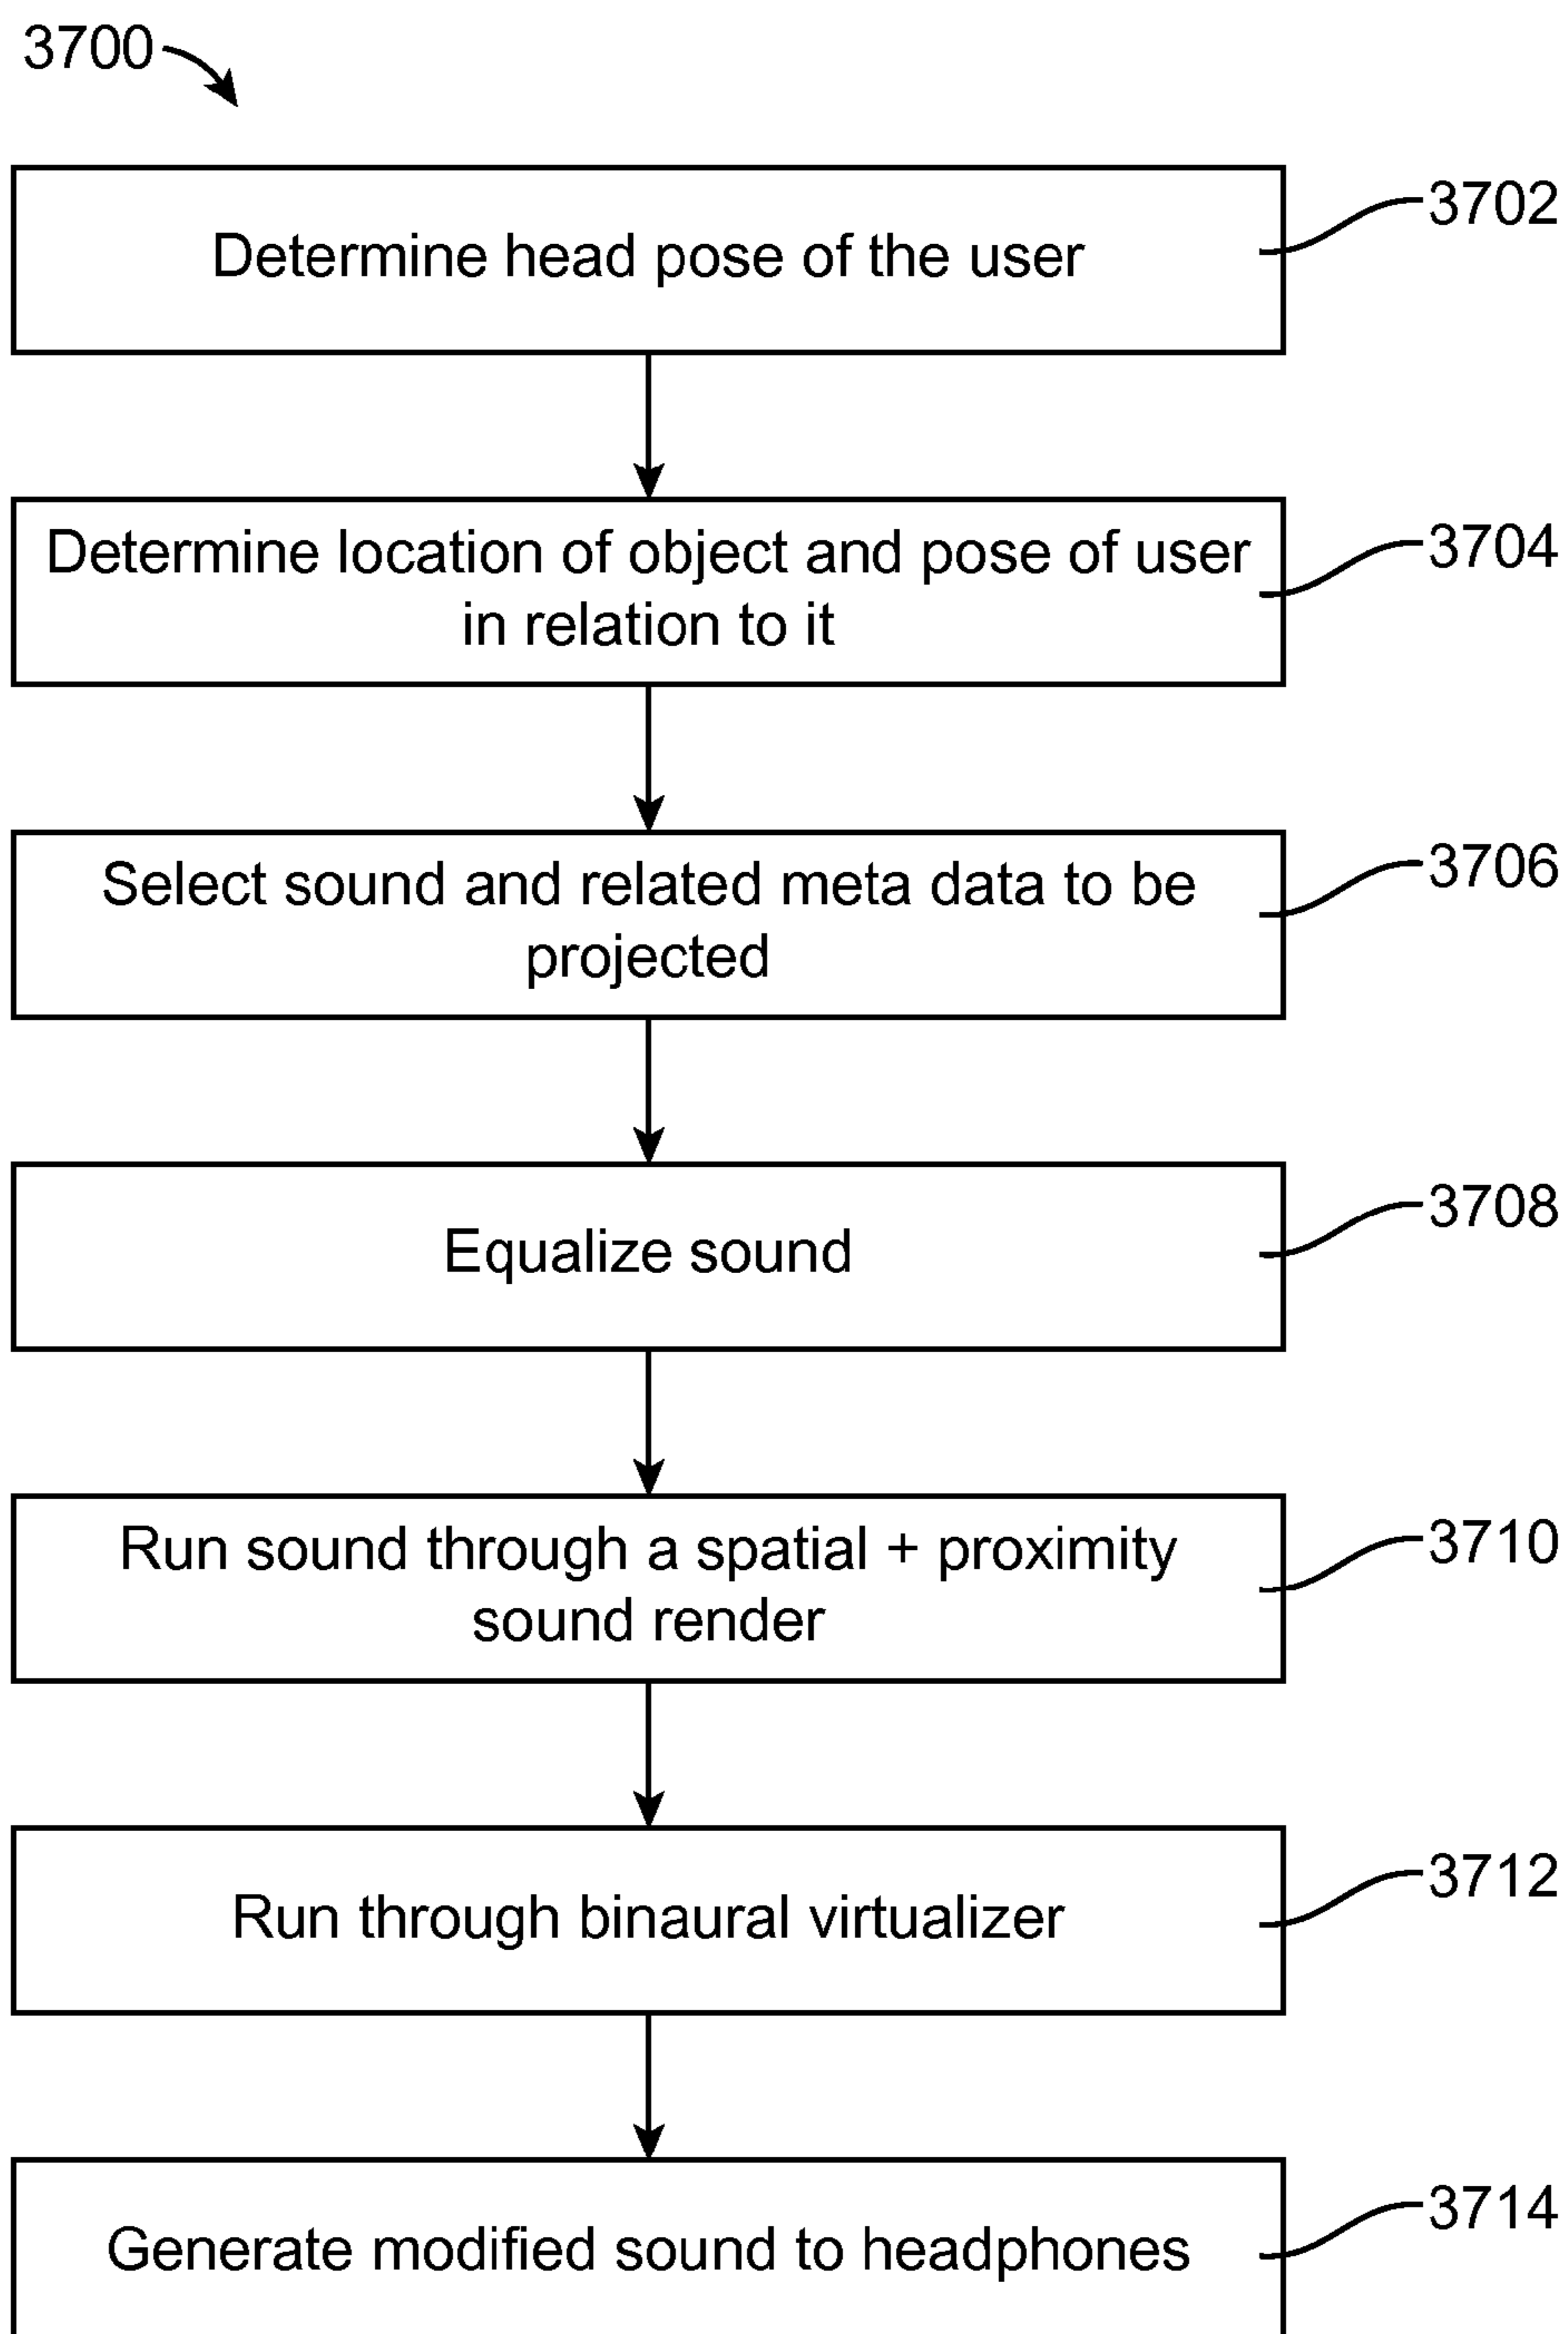 3700
Determine head pose of the user
3702
Determine location of object and pose of user
in relation to it
3704
Select sound and related meta data to be
projected
3706
Equalize sound
3708
Run sound through a spatial + proximity
sound render
3710
Run through binaural virtualizer
3712
Generate modified sound to headphones
3714